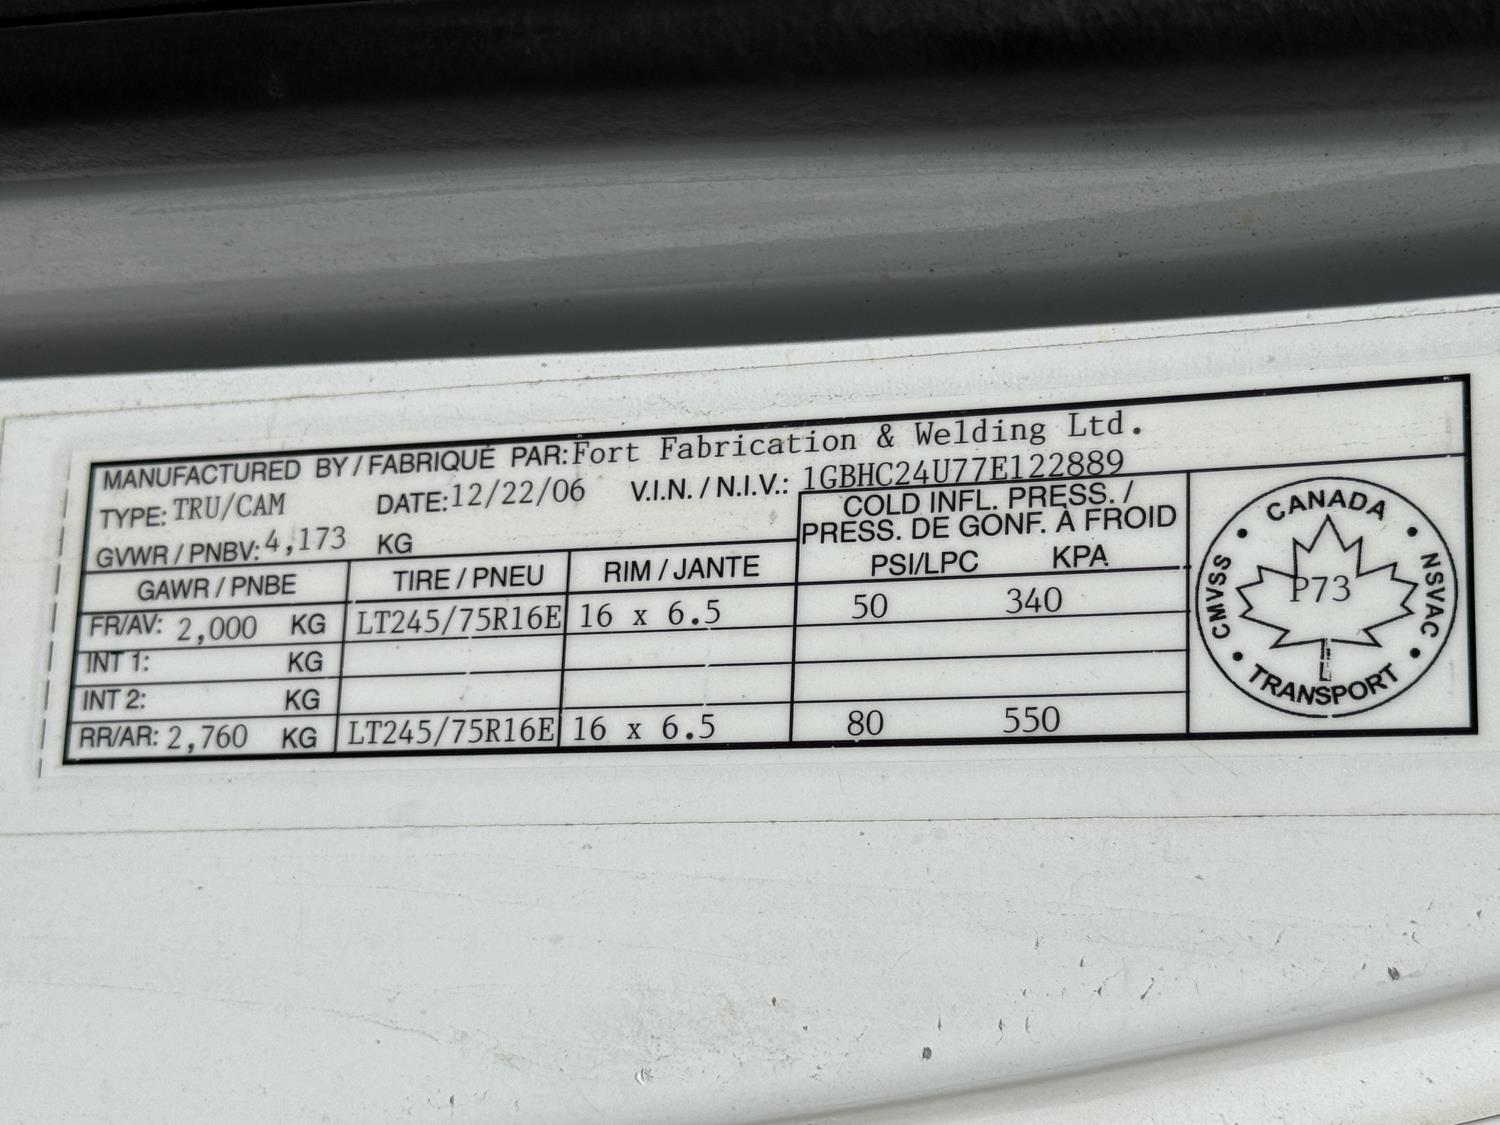 MANUFACTURED BY / FABRIQUÉ PAR: Fort Fabrication & Welding Ltd.
TYPE: TRU/CAM DATE: 12/22/06 V.I.N. / N.I.V.: 1GBHC24U77E122889
GVWR / PNBV: 4,173 KG
COLD INFL. PRESS. /
PRESS. DE GONF. À FROID
GAWR / PNBE TIRE / PNEU RIM / JANTE PSI/LPC KPA
FR/AV: 2,000 KG LT245/75R16E 16 x 6.5 50 340
INT 1: KG
INT 2: KG
RR/AR: 2,760 KG LT245/75R16E 16 x 6.5 80 550
CANADA
CMVSS • NSVAC
P73
TRANSPORT